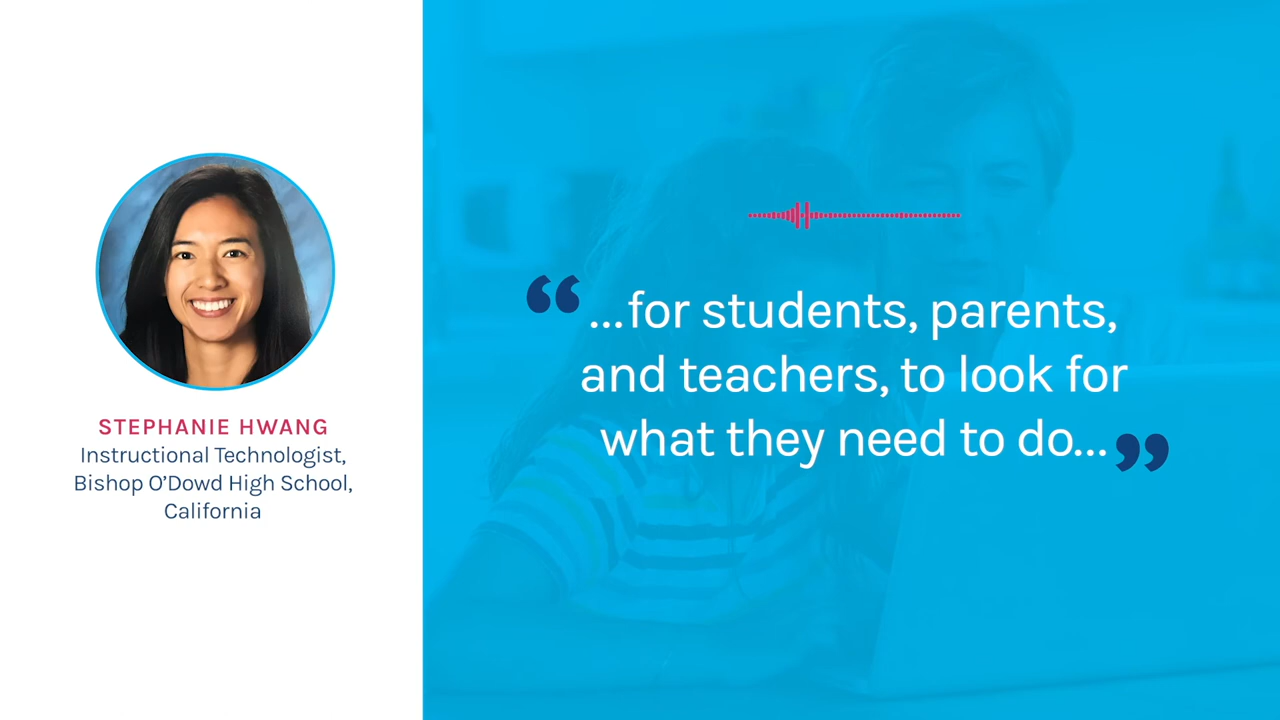 STEPHANIE HWANG
Instructional Technologist,
Bishop O’Dowd High School,
California
“...for students, parents,
and teachers, to look for
what they need to do...”